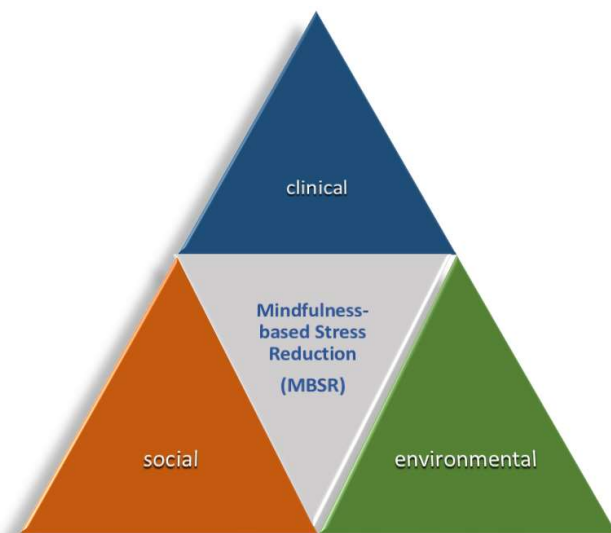 clinical
Mindfulness-
based Stress
Reduction
(MBSR)
social
environmental